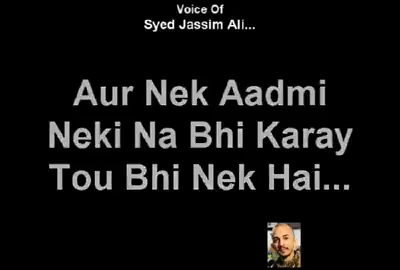 Voice Of
Syed Jassim Ali...
Aur Nek Aadmi
Neki Na Bhi Karay
Tou Bhi Nek Hai...